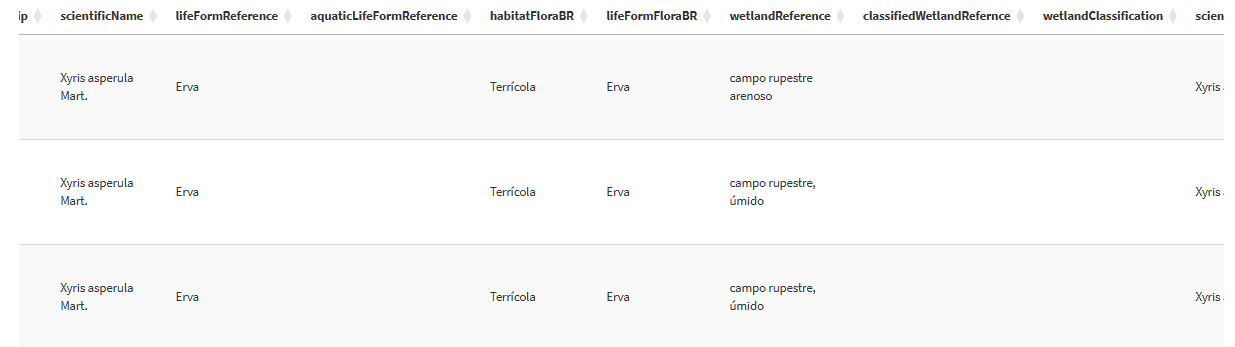 ip scientificName lifeFormReference aquaticLifeFormReference habitatFloraBR lifeFormFloraBR wetlandReference classifiedWetlandRefernce wetlandClassification scien
Xyris asperula
Mart.
Erva
Terrícola
Erva
campo rupestre
arenoso
Xyris
Xyris asperula
Mart.
Erva
Terrícola
Erva
campo rupestre,
úmido
Xyris
Xyris asperula
Mart.
Erva
Terrícola
Erva
campo rupestre,
úmido
Xyris